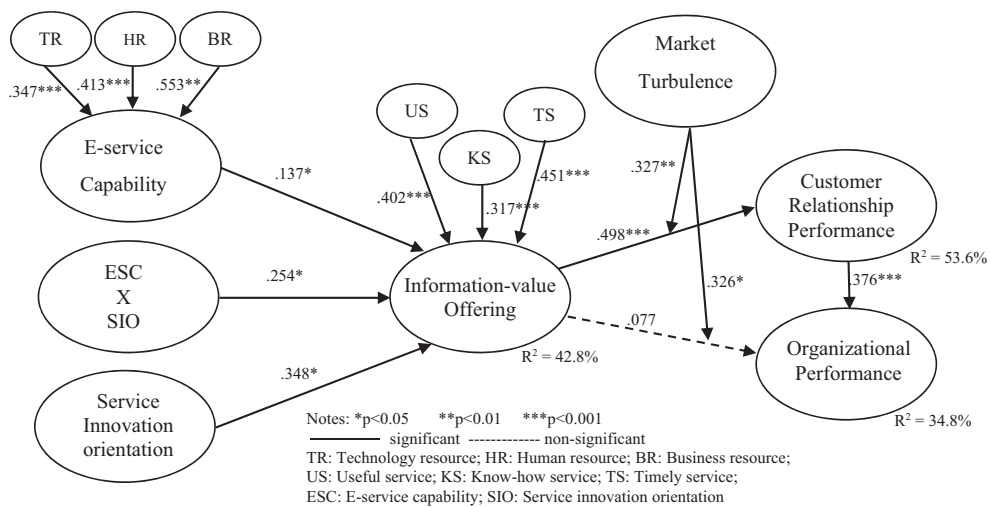 TR
HR
BR
.347***
.413***
.553**
E-service
Capability
US
KS
TS
.402***
.317***
.451***
Market
Turbulence
.137*
.327**
.498***
Customer
Relationship
Performance
R² = 53.6%
ESC
X
SIO
.254*
Information-value
Offering
R² = 42.8%
.326*
.376***
.077
Organizational
Performance
R² = 34.8%
Service
Innovation
orientation
.348*
Notes: *p<0.05 **p<0.01 ***p<0.001
significant ------------- non-significant
TR: Technology resource; HR: Human resource; BR: Business resource;
US: Useful service; KS: Know-how service; TS: Timely service;
ESC: E-service capability; SIO: Service innovation orientation